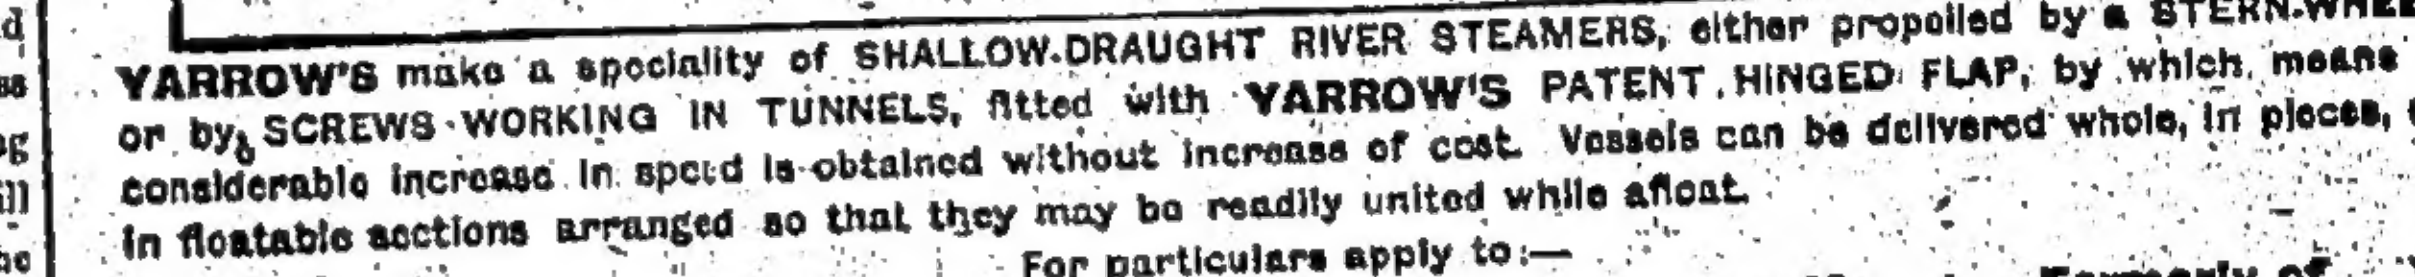 YARROW'S make a speciality of SHALLOW-DRAUGHT RIVER STEAMERS, either propelled by a STERN-WHEE
or by SCREWS WORKING IN TUNNELS, fitted with YARROW'S PATENT HINGED FLAP, by which means
considerable increase in speed is obtained without increase of cost. Vessels can be delivered whole, in pieces,
in floatable sections arranged so that they may be readily united while afloat.
For particulars apply to:—
Formerly of